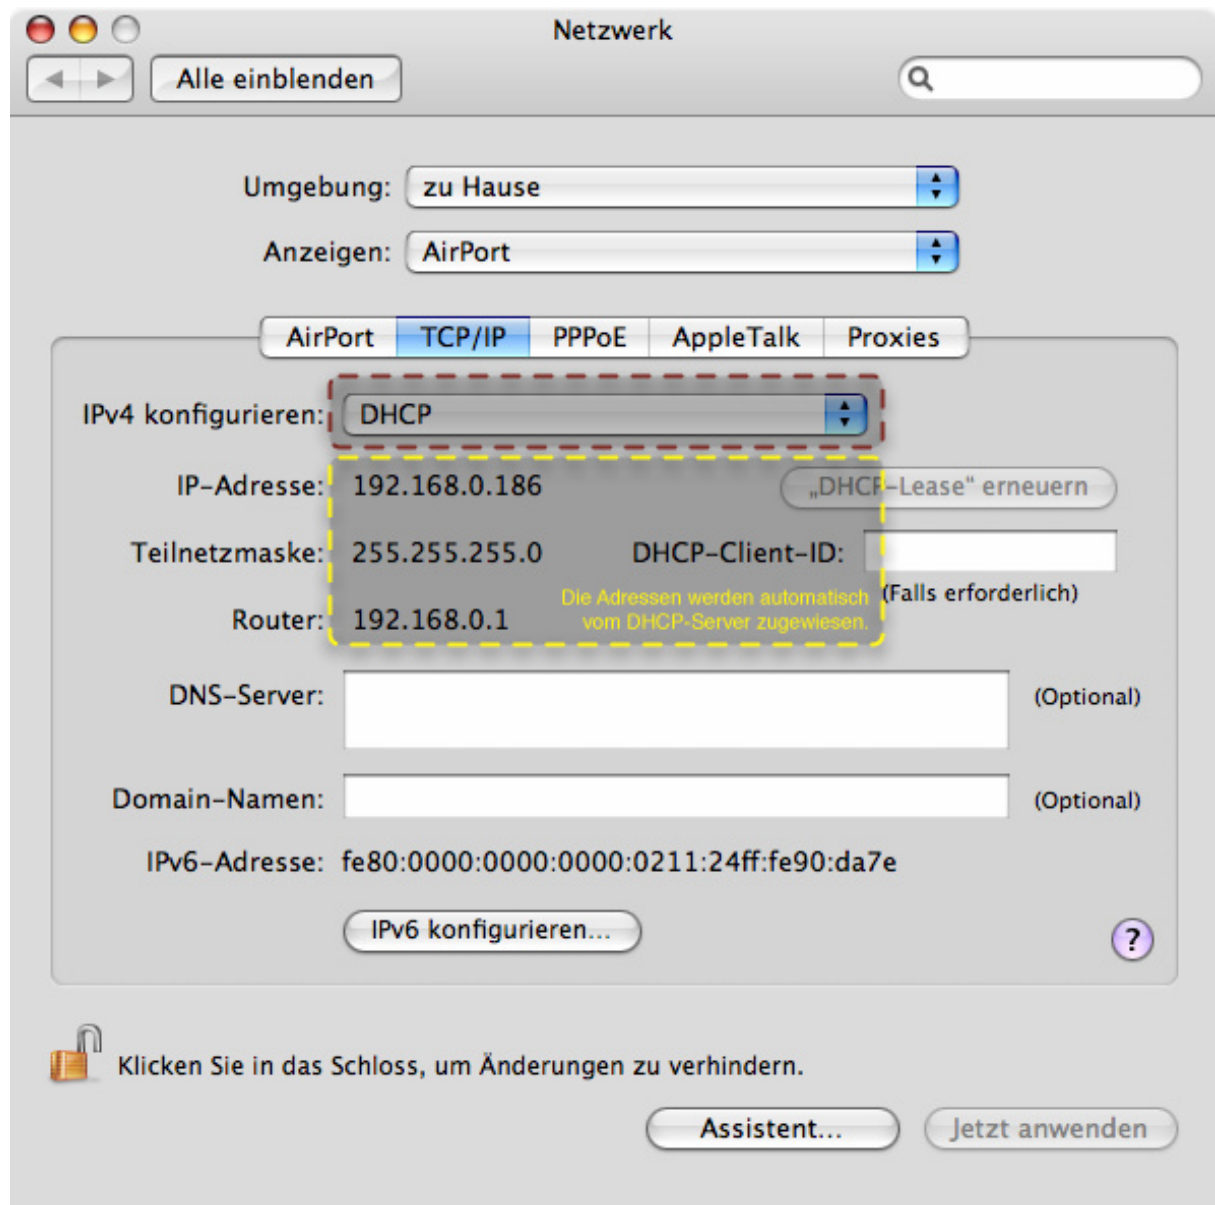 Netzwerk
Alle einblenden
Umgebung: zu Hause
Anzeigen: AirPort
AirPort TCP/IP PPPoE AppleTalk Proxies
IPv4 konfigurieren: DHCP
IP-Adresse: 192.168.0.186 „DHCP-Lease“ erneuern
Teilnetzmaske: 255.255.255.0 DHCP-Client-ID:
(Falls erforderlich)
Die Adressen werden automatisch
vom DHCP-Server zugewiesen.
Router: 192.168.0.1
DNS-Server: (Optional)
Domain-Namen: (Optional)
IPv6-Adresse: fe80:0000:0000:0000:0211:24ff:fe90:da7e
IPv6 konfigurieren...
?
Klicken Sie in das Schloss, um Änderungen zu verhindern.
Assistent... Jetzt anwenden